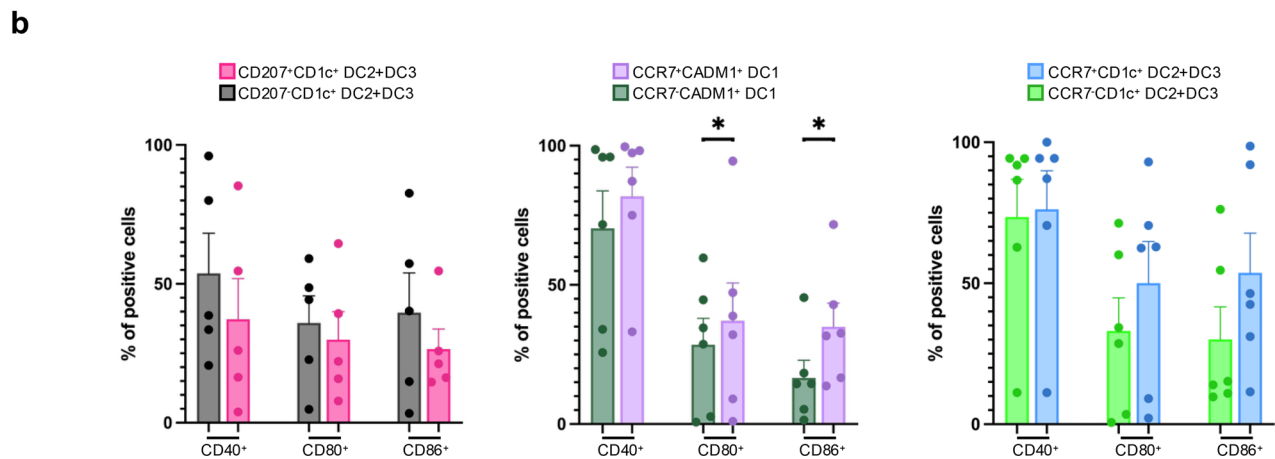 b
CD207⁺CD1c⁺ DC2+DC3
CD207⁻CD1c⁺ DC2+DC3
% of positive cells
100
50
0
CD40⁺ CD80⁺ CD86⁺
CCR7⁺CADM1⁺ DC1
CCR7⁻CADM1⁺ DC1
* *
% of positive cells
100
50
0
CD40⁺ CD80⁺ CD86⁺
CCR7⁺CD1c⁺ DC2+DC3
CCR7⁻CD1c⁺ DC2+DC3
% of positive cells
100
50
0
CD40⁺ CD80⁺ CD86⁺